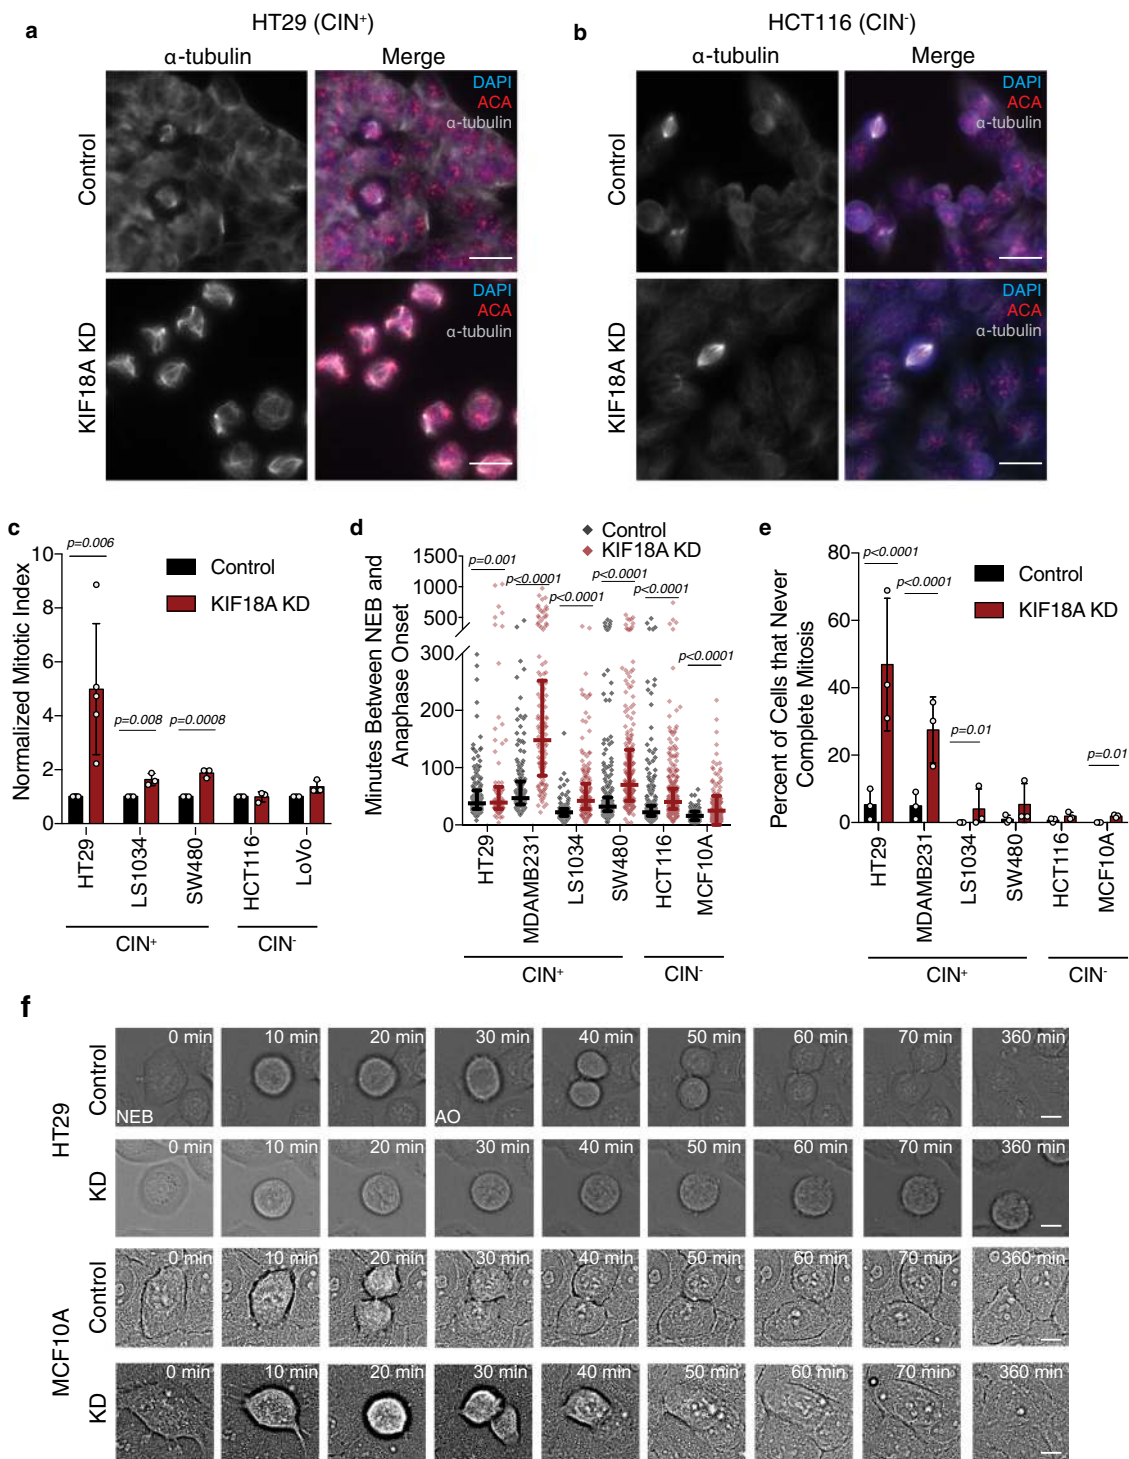 a
HT29 (CIN⁺)
α-tubulin
Merge
Control
DAPI
ACA
α-tubulin
KIF18A KD
DAPI
ACA
α-tubulin
b
HCT116 (CIN⁻)
α-tubulin
Merge
Control
DAPI
ACA
α-tubulin
KIF18A KD
DAPI
ACA
α-tubulin
c
Normalized Mitotic Index
10
8
6
4
2
0
p=0.006
p=0.008
p=0.0008
Control
KIF18A KD
HT29
LS1034
SW480
HCT116
LoVo
CIN⁺
CIN⁻
d
Minutes Between NEB and
Anaphase Onset
Control
KIF18A KD
1500
1000
500
300
200
100
0
p=0.001
p<0.0001
p<0.0001
p<0.0001
p<0.0001
p<0.0001
HT29
MDAMB231
LS1034
SW480
HCT116
MCF10A
CIN⁺
CIN⁻
e
Percent of Cells that Never
Complete Mitosis
80
60
40
20
0
p<0.0001
p<0.0001
p=0.01
p=0.01
Control
KIF18A KD
HT29
MDAMB231
LS1034
SW480
HCT116
MCF10A
CIN⁺
CIN⁻
f
HT29
Control
0 min
10 min
20 min
30 min
40 min
50 min
60 min
70 min
360 min
NEB
AO
KD
0 min
10 min
20 min
30 min
40 min
50 min
60 min
70 min
360 min
MCF10A
Control
0 min
10 min
20 min
30 min
40 min
50 min
60 min
70 min
360 min
KD
0 min
10 min
20 min
30 min
40 min
50 min
60 min
70 min
360 min